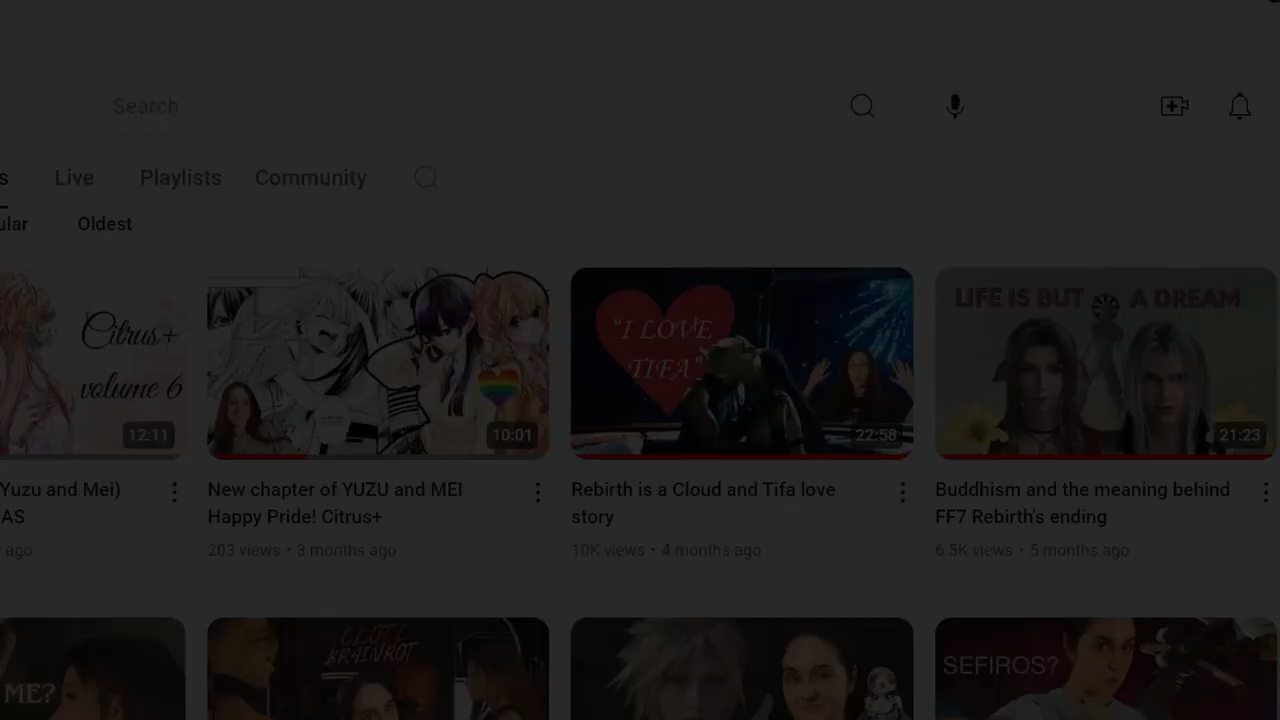 Search
s
Live
Playlists
Community
ular
Oldest
Citrus+
volume 6
12:11
10:01
"I LOVE
TIFA"
22:58
LIFE IS BUT A DREAM
21:23
Yuzu and Mei)
AS
ago
New chapter of YUZU and MEI
Happy Pride! Citrus+
203 views • 3 months ago
Rebirth is a Cloud and Tifa love
story
10K views • 4 months ago
Buddhism and the meaning behind
FF7 Rebirth's ending
6.5K views • 5 months ago
ME?
CLOTI
BRAINROT
SEFIROS?